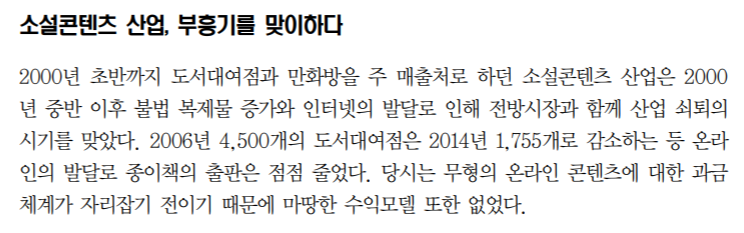 소설콘텐츠 산업, 부흥기를 맞이하다
2000년 초반까지 도서대여점과 만화방을 주 매출처로 하던 소설콘텐츠 산업은 2000
년 중반 이후 불법 복제물 증가와 인터넷의 발달로 인해 전방시장과 함께 산업 쇠퇴의
시기를 맞았다. 2006년 4,500개의 도서대여점은 2014년 1,755개로 감소하는 등 온라
인의 발달로 종이책의 출판은 점점 줄었다. 당시는 무형의 온라인 콘텐츠에 대한 과금
체계가 자리잡기 전이기 때문에 마땅한 수익모델 또한 없었다.